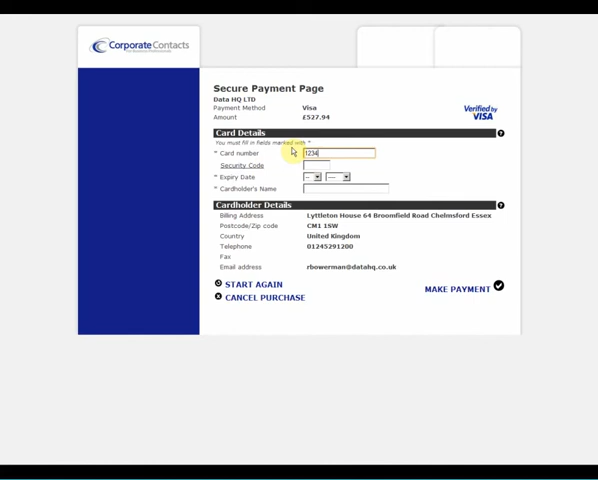 CorporateContacts
Secure Payment Page
Data HQ LTD
Payment Method Visa
Amount £527.94
Verified by
VISA
Card Details
You must fill in fields marked with *
* Card number 1234
Security Code
* Expiry Date -- ----
* Cardholder's Name
Cardholder Details
Billing Address Lyttleton House 64 Broomfield Road Chelmsford Essex
Postcode/Zip code CM1 1SW
Country United Kingdom
Telephone 01245291200
Fax
Email address rbowerman@datahq.co.uk
START AGAIN
MAKE PAYMENT
CANCEL PURCHASE